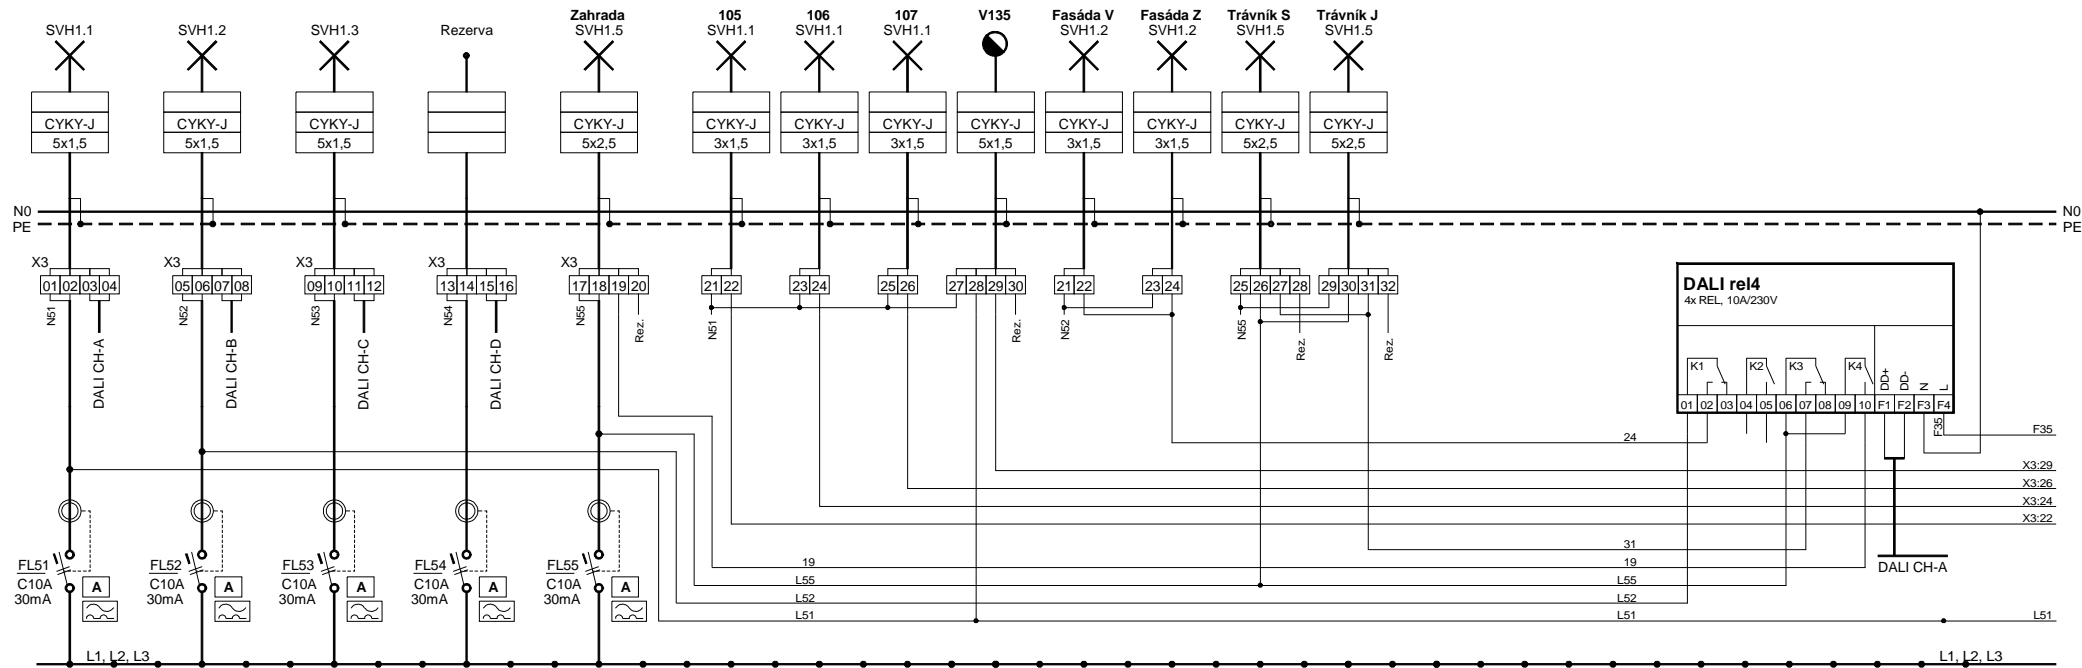 Zahrada 105 106 107 V135 Fasáda V Fasáda Z Trávník S Trávník J
SVH1.1 SVH1.2 SVH1.3 Rezerva SVH1.5 SVH1.1 SVH1.1 SVH1.1 SVH1.2 SVH1.2 SVH1.5 SVH1.5
CYKY-J CYKY-J CYKY-J CYKY-J CYKY-J CYKY-J CYKY-J CYKY-J CYKY-J CYKY-J CYKY-J CYKY-J
5x1,5 5x1,5 5x1,5 5x2,5 3x1,5 3x1,5 3x1,5 5x1,5 3x1,5 3x1,5 5x2,5 5x2,5
N0 N0
PE PE
X3 X3 X3 X3 X3
01 02 03 04 05 06 07 08 09 10 11 12 13 14 15 16 17 18 19 20 21 22 23 24 25 26 27 28 29 30 21 22 23 24 25 26 27 28 29 30 31 32
N51 DALI CH-A N52 DALI CH-B N53 DALI CH-C N54 DALI CH-D N55 Rez. N51 Rez. N52 N55 Rez. Rez.
DALI rel4
4x REL, 10A/230V
K1 K2 K3 K4 DD+ DD- N L
01 02 03 04 05 06 07 08 09 10 F1 F2 F3 F4
F35
24 F35
X3:29
X3:26
X3:24
X3:22
31
19 19
L55 L55
L52 L52
L51 L51 L51
DALI CH-A
FL51 FL52 FL53 FL54 FL55
C10A A C10A A C10A A C10A A C10A A
30mA 30mA 30mA 30mA 30mA
L1, L2, L3 L1, L2, L3